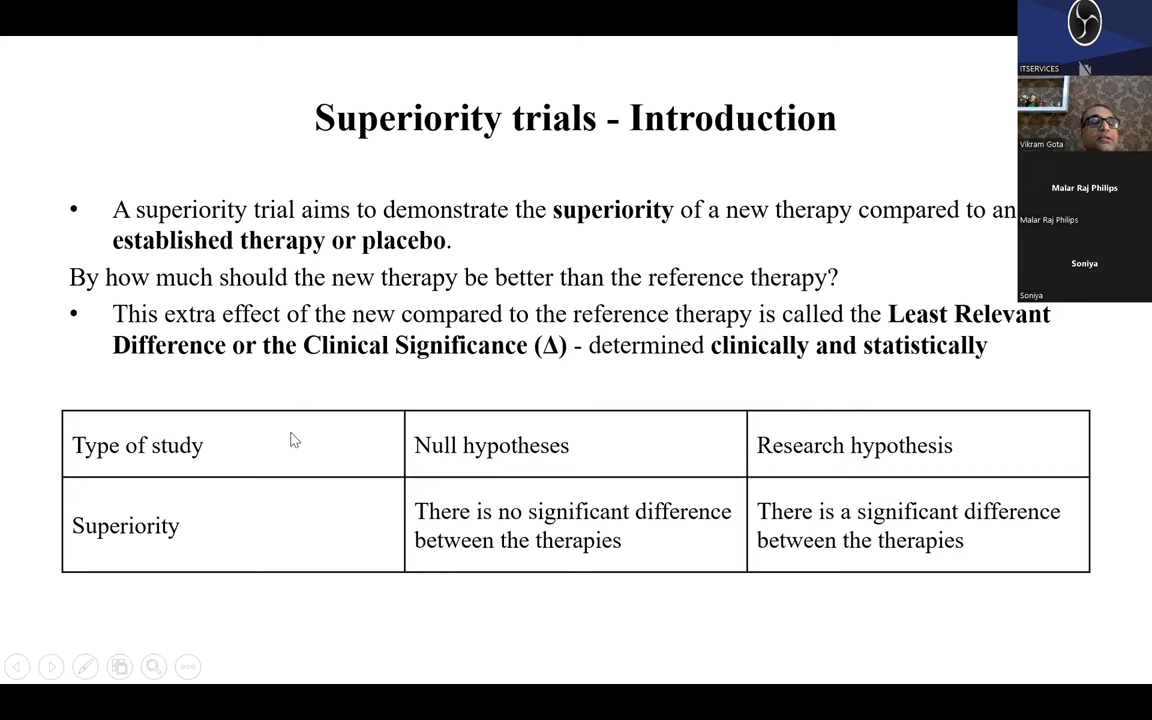 Superiority trials - Introduction
• A superiority trial aims to demonstrate the superiority of a new therapy compared to an
established therapy or placebo.
By how much should the new therapy be better than the reference therapy?
• This extra effect of the new compared to the reference therapy is called the Least Relevant
Difference or the Clinical Significance (Δ) - determined clinically and statistically
Type of study
Null hypotheses
Research hypothesis
Superiority
There is no significant difference
between the therapies
There is a significant difference
between the therapies
ITSERVICES
Vikram Gota
Malar Raj Philips
Malar Raj Philips
Soniya
Soniya